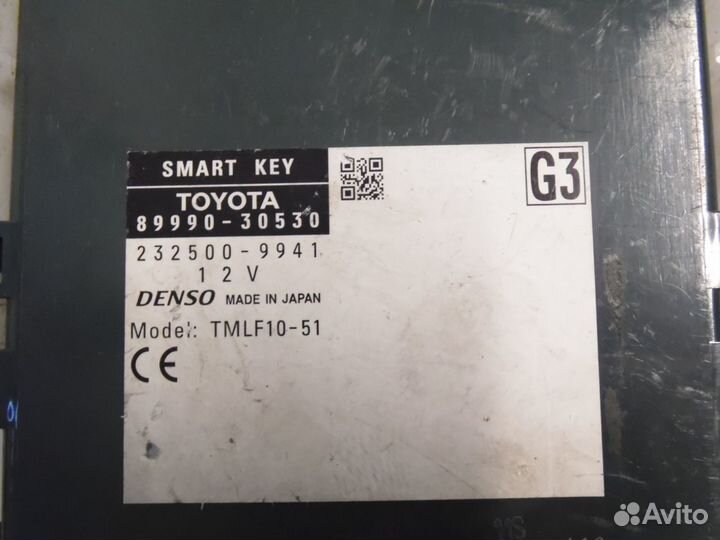 SMART KEY
TOYOTA
89990-30530
232500-9941
12V
DENSO MADE IN JAPAN
Model: TMLF10-51
CE
G3
Avito